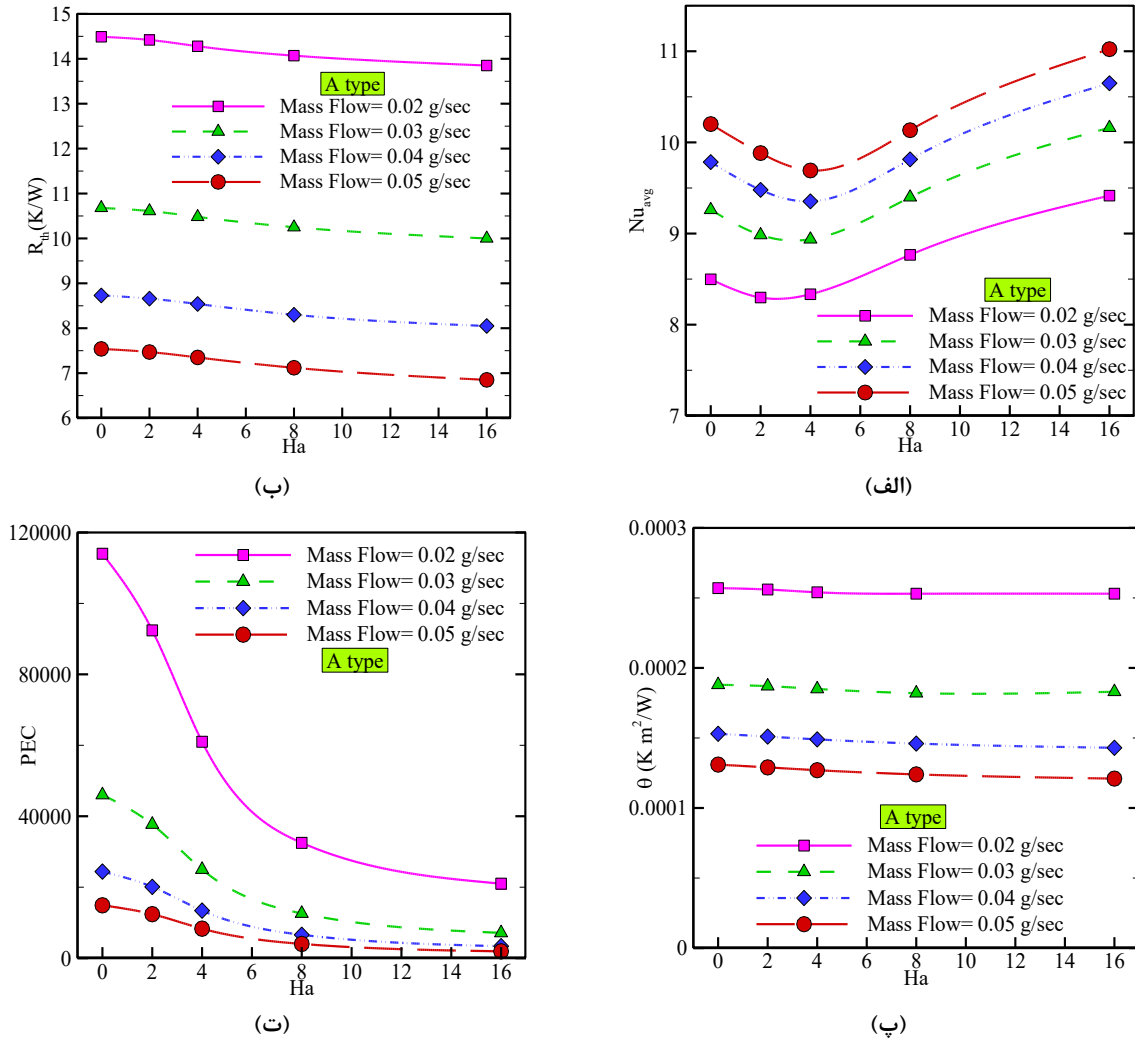 15
14
13
12
11
10
9
8
7
6
R_th(K/W)
A type
Mass Flow= 0.02 g/sec
Mass Flow= 0.03 g/sec
Mass Flow= 0.04 g/sec
Mass Flow= 0.05 g/sec
0 2 4 6 8 10 12 14 16
Ha
(ب)
11
10
9
8
7
Nu_avg
A type
Mass Flow= 0.02 g/sec
Mass Flow= 0.03 g/sec
Mass Flow= 0.04 g/sec
Mass Flow= 0.05 g/sec
0 2 4 6 8 10 12 14 16
Ha
(الف)
120000
80000
40000
0
PEC
Mass Flow= 0.02 g/sec
Mass Flow= 0.03 g/sec
Mass Flow= 0.04 g/sec
Mass Flow= 0.05 g/sec
A type
0 2 4 6 8 10 12 14 16
Ha
(ت)
0.0003
0.0002
0.0001
0
θ (K m²/W)
A type
Mass Flow= 0.02 g/sec
Mass Flow= 0.03 g/sec
Mass Flow= 0.04 g/sec
Mass Flow= 0.05 g/sec
0 2 4 6 8 10 12 14 16
Ha
(پ)